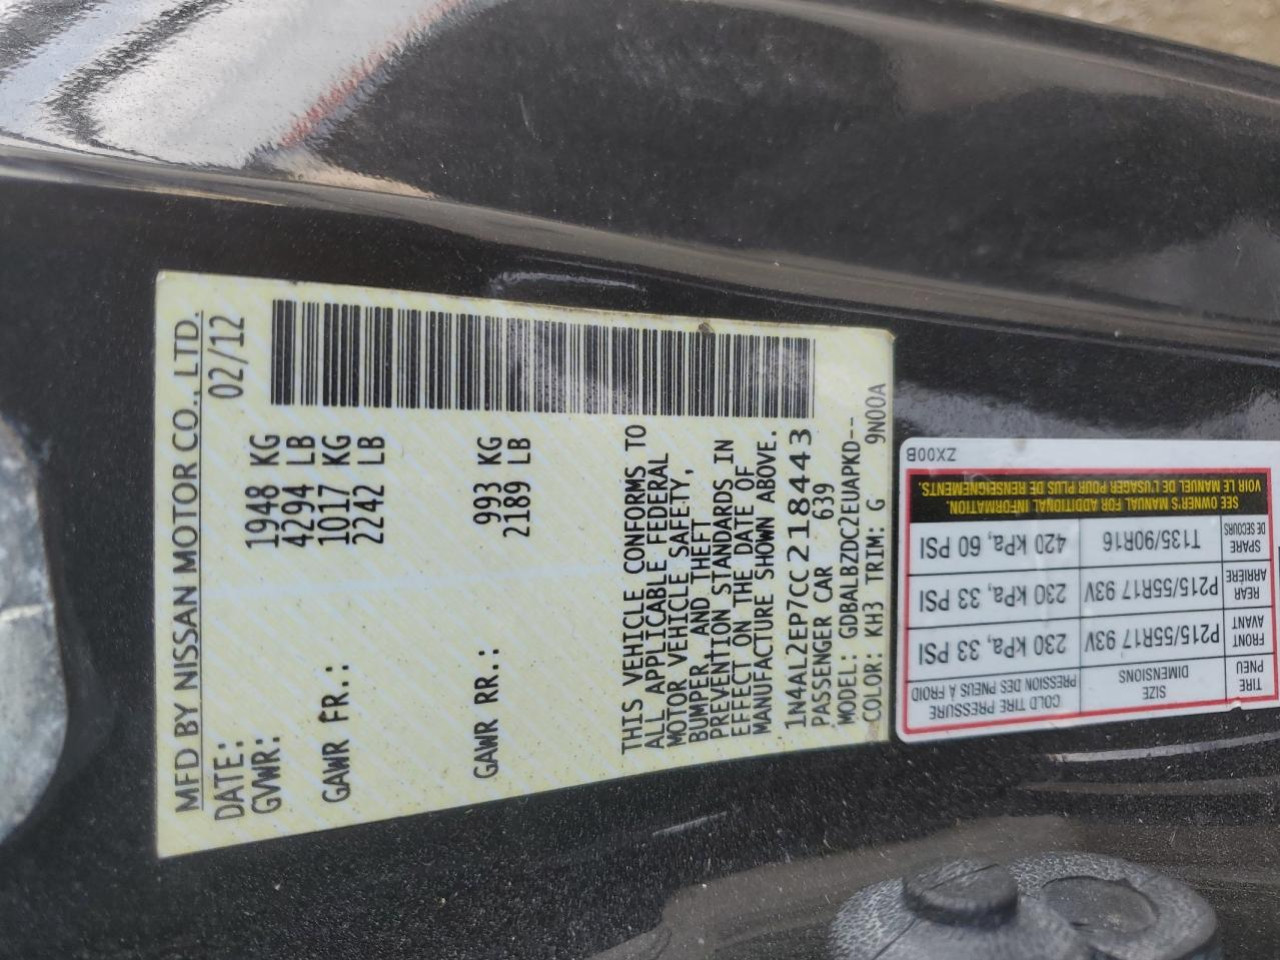 MFD BY NISSAN MOTOR CO., LTD.
DATE: 02/12
GVWR: 1948 KG
4294 LB
GAWR FR.: 1017 KG
2242 LB
GAWR RR.: 993 KG
2189 LB
THIS VEHICLE CONFORMS TO
ALL APPLICABLE FEDERAL
MOTOR VEHICLE SAFETY,
BUMPER AND THEFT
PREVENTION STANDARDS IN
EFFECT ON THE DATE OF
MANUFACTURE SHOWN ABOVE.
1N4AL2EP7CC218443
PASSENGER CAR 639
MODEL: GDBALBZDC2EUAPKD--
COLOR: KH3 TRIM: G 9N00A
TIRE PNEU SIZE DIMENSIONS COLD TIRE PRESSURE PRESSION DES PNEUS À FROID
FRONT AVANT P215/55R17 93V 230 kPa, 33 PSI
REAR ARRIÈRE P215/55R17 93V 230 kPa, 33 PSI
SPARE DE SECOURS T135/90R16 420 kPa, 60 PSI
SEE OWNER'S MANUAL FOR ADDITIONAL INFORMATION.
VOIR LE MANUEL DE L'USAGER POUR PLUS DE RENSEIGNEMENTS.
ZX00B